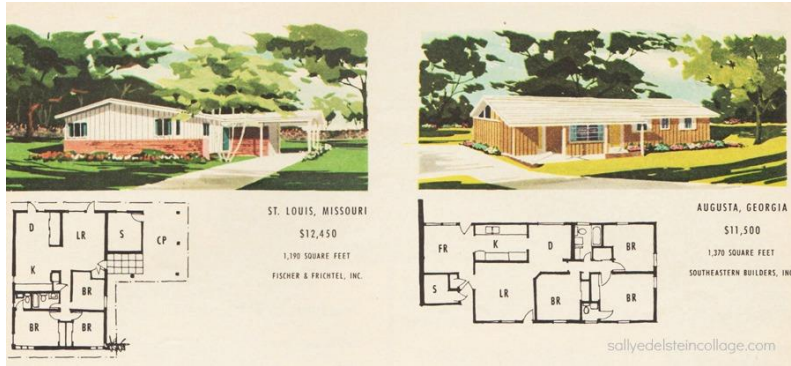 ST. LOUIS, MISSOURI
$12,450
1,190 SQUARE FEET
FISCHER & FRICHTEL, INC.
D
LR
S
CP
K
BR
BR
BR
AUGUSTA, GEORGIA
$11,500
1,370 SQUARE FEET
SOUTHEASTERN BUILDERS, INC
FR
K
D
BR
S
LR
BR
BR
sallyedelsteincollage.com